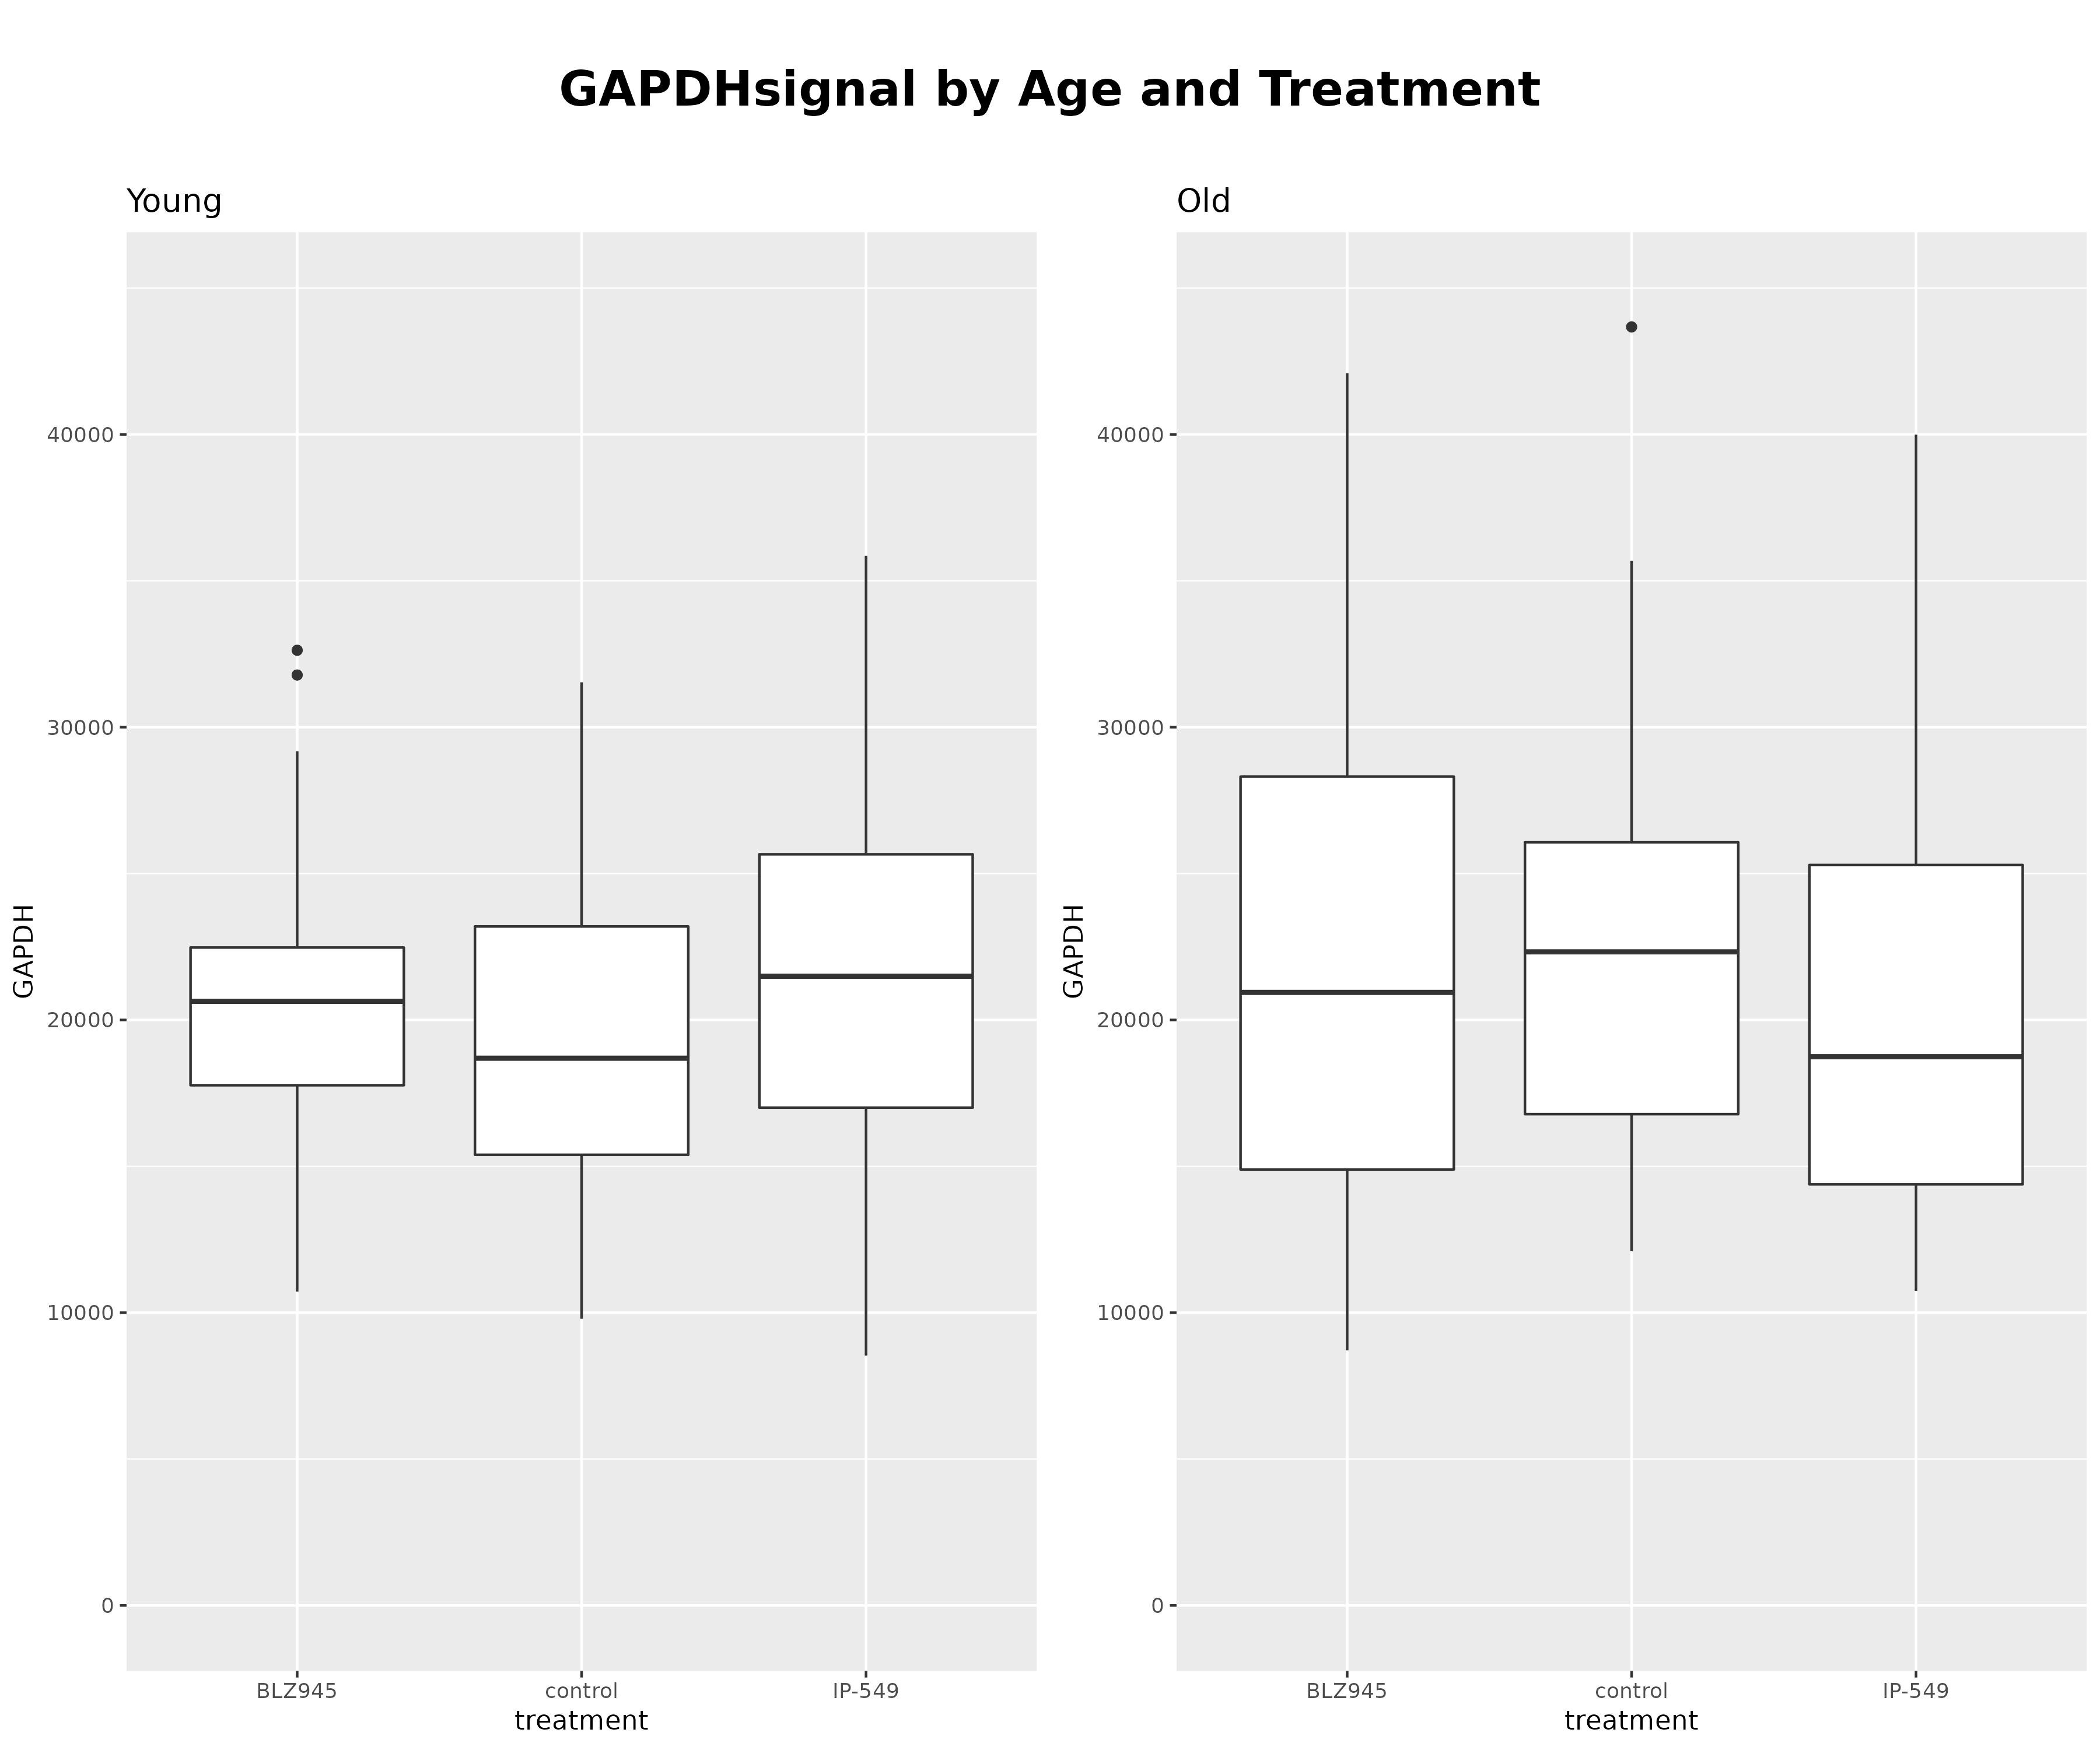 GAPDHsignal by Age and Treatment
Young
GAPDH
40000
30000
20000
10000
0
BLZ945 control IP-549
treatment
Old
GAPDH
40000
30000
20000
10000
0
BLZ945 control IP-549
treatment